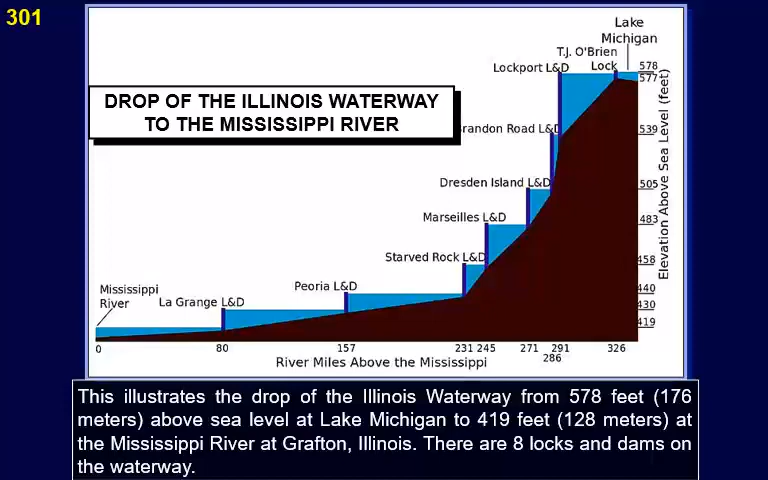 301
Lake
Michigan
T.J. O'Brien
Lock
Lockport L&D
578
577
DROP OF THE ILLINOIS WATERWAY
TO THE MISSISSIPPI RIVER
Brandon Road L&D
539
Dresden Island L&D
505
Marseilles L&D
483
Starved Rock L&D
458
Peoria L&D
440
Mississippi
River
La Grange L&D
430
419
Elevation Above Sea Level (feet)
0 80 157 231 245 271 291 326
286
River Miles Above the Mississippi
This illustrates the drop of the Illinois Waterway from 578 feet (176
meters) above sea level at Lake Michigan to 419 feet (128 meters) at
the Mississippi River at Grafton, Illinois. There are 8 locks and dams on
the waterway.